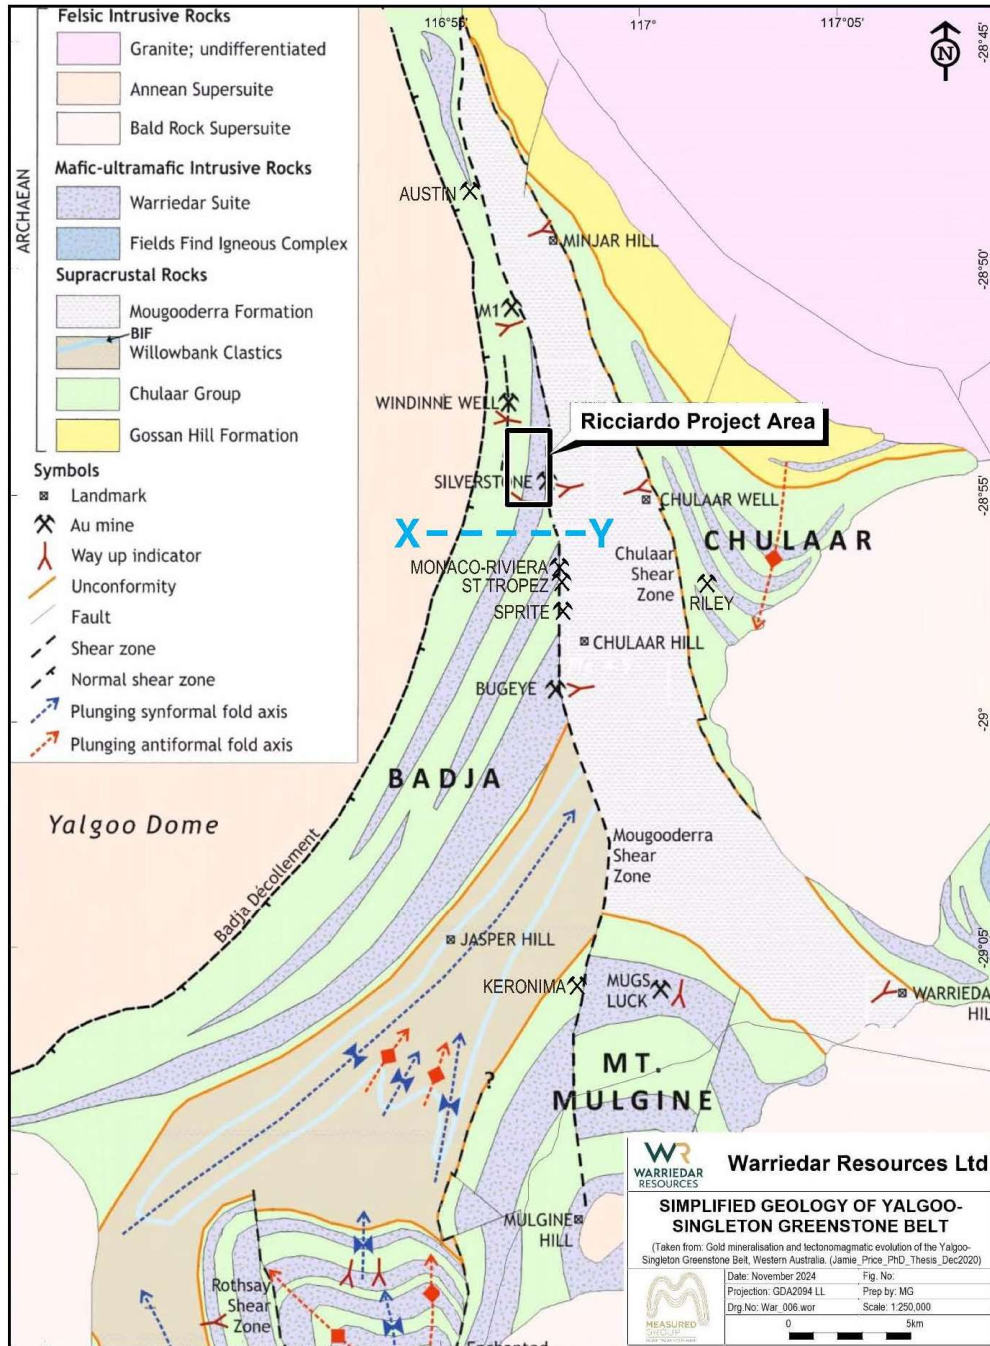 Felsic Intrusive Rocks
Granite; undifferentiated
Annean Supersuite
Bald Rock Supersuite
Mafic-ultramafic Intrusive Rocks
Warriedar Suite
Fields Find Igneous Complex
Supracrustal Rocks
Mougooderra Formation
BIF
Willowbank Clastics
Chulaar Group
Gossan Hill Formation
ARCHAEAN
Symbols
Landmark
Au mine
Way up indicator
Unconformity
Fault
Shear zone
Normal shear zone
Plunging synformal fold axis
Plunging antiformal fold axis
116°55'
117°
117°05'
-28°45'
N
-28°50'
-28°55'
-29°
-29°05'
AUSTIN
MINJAR HILL
M1
WINDINNE WELL
Ricciardo Project Area
SILVERSTONE
CHULAAR WELL
X
Y
CHULAAR
MONACO-RIVIERA
ST TROPEZ
Chulaar
Shear
Zone
RILEY
SPRITE
CHULAAR HILL
BUGEYE
BADJA
Yalgoo Dome
Badja Décollement
Mougooderra
Shear
Zone
JASPER HILL
KERONIMA
MUGS
LUCK
WARRIEDA
HIL
?
MT.
MULGINE
MULGINE
HILL
Rothsay
Shear
Zone
Enchanted
WR
WARRIEDAR
RESOURCES
Warriedar Resources Ltd
SIMPLIFIED GEOLOGY OF YALGOO-
SINGLETON GREENSTONE BELT
(Taken from: Gold mineralisation and tectonomagmatic evolution of the Yalgoo-
Singleton Greenstone Belt, Western Australia. (Jamie_Price_PhD_Thesis_Dec2020)
MEASURED
GROUP
Date: November 2024
Fig. No:
Projection: GDA2094 LL
Prep by: MG
Drg.No: War_006.wor
Scale: 1:250,000
0
5km